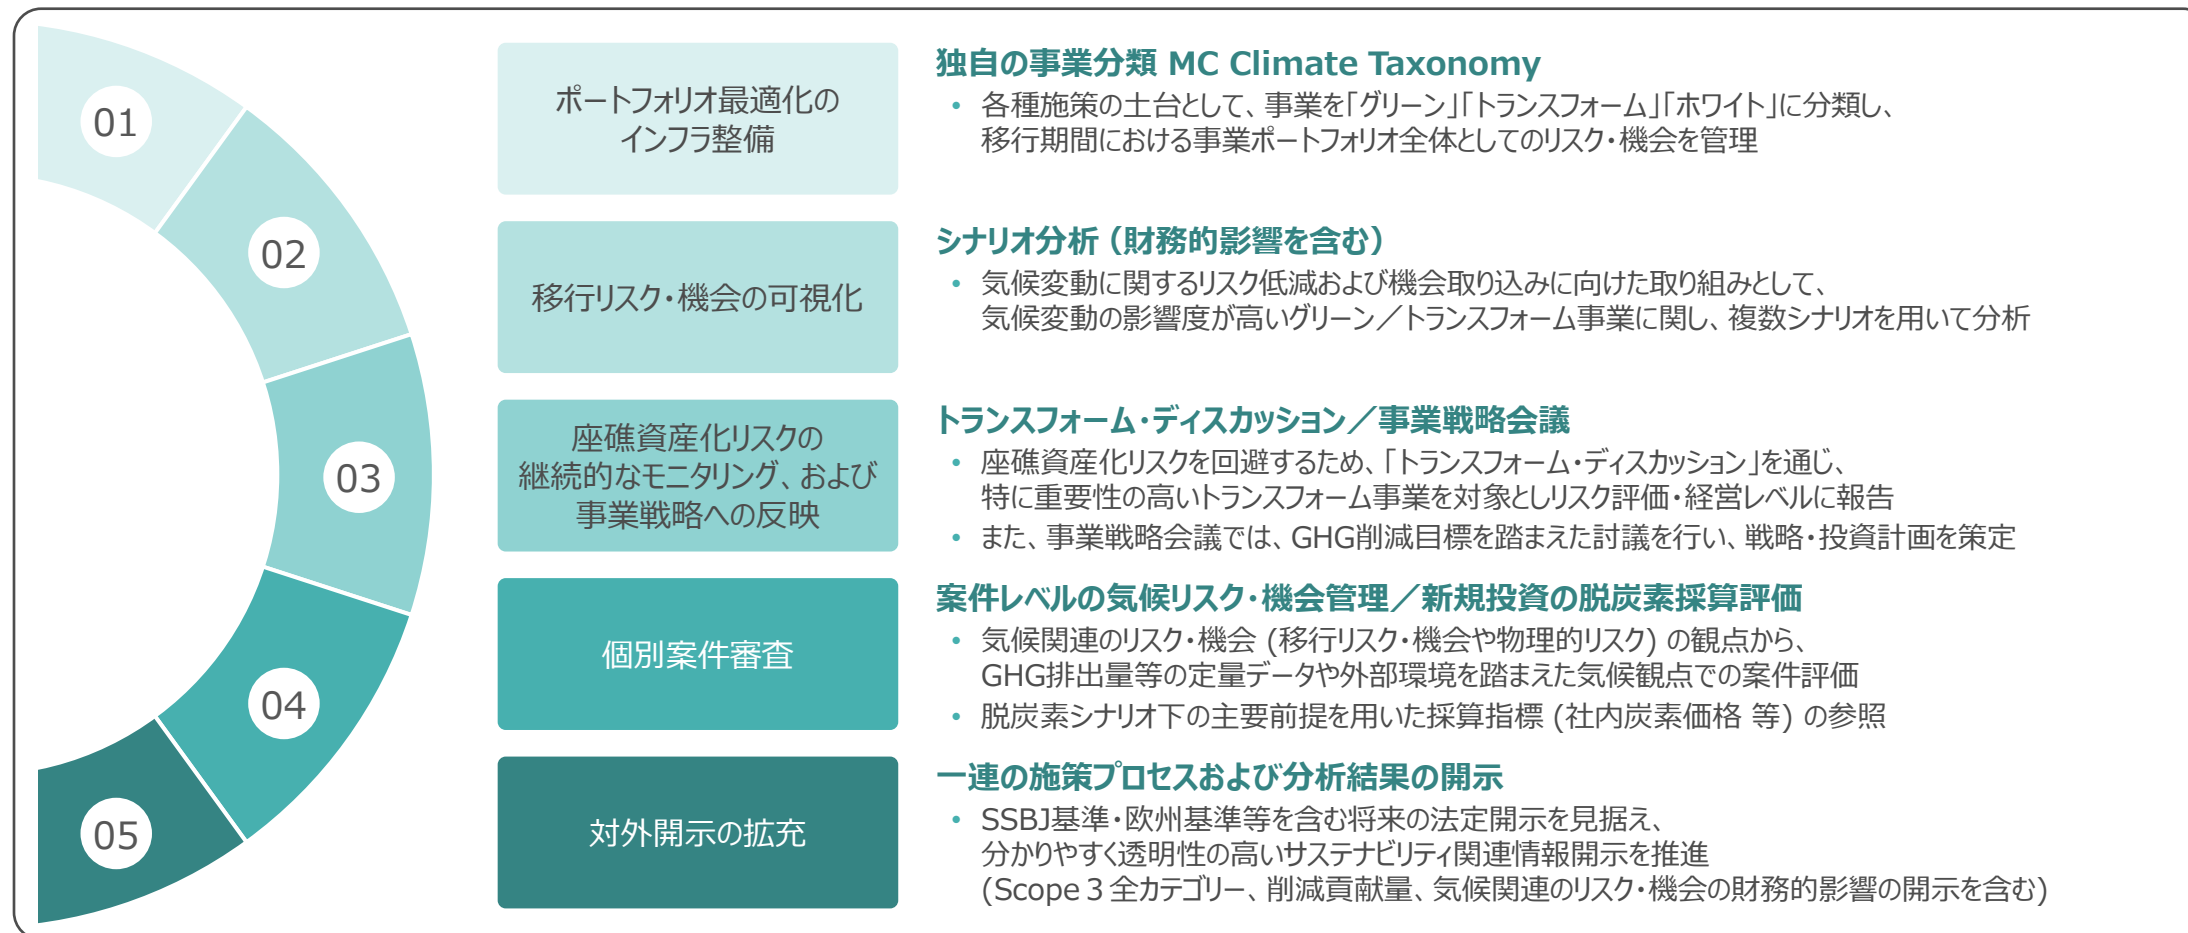 01
ポートフォリオ最適化の
インフラ整備
独自の事業分類 MC Climate Taxonomy
• 各種施策の土台として、事業を「グリーン」「トランスフォーム」「ホワイト」に分類し、
移行期間における事業ポートフォリオ全体としてのリスク・機会を管理
02
移行リスク・機会の可視化
シナリオ分析（財務的影響を含む）
• 気候変動に関するリスク低減および機会取り込みに向けた取り組みとして、
気候変動の影響度が高いグリーン／トランスフォーム事業に関し、複数シナリオを用いて分析
03
座礁資産化リスクの
継続的なモニタリング、および
事業戦略への反映
トランスフォーム・ディスカッション／事業戦略会議
• 座礁資産化リスクを回避するため、「トランスフォーム・ディスカッション」を通じ、
特に重要性の高いトランスフォーム事業を対象としリスク評価・経営レベルに報告
• また、事業戦略会議では、GHG削減目標を踏まえた討議を行い、戦略・投資計画を策定
04
個別案件審査
案件レベルの気候リスク・機会管理／新規投資の脱炭素採算評価
• 気候関連のリスク・機会 (移行リスク・機会や物理的リスク) の観点から、
GHG排出量等の定量データや外部環境を踏まえた気候観点での案件評価
• 脱炭素シナリオ下の主要前提を用いた採算指標 (社内炭素価格 等) の参照
05
対外開示の拡充
一連の施策プロセスおよび分析結果の開示
• SSBJ基準・欧州基準等を含む将来の法定開示を見据え、
分かりやすく透明性の高いサステナビリティ関連情報開示を推進
(Scope 3 全カテゴリー、削減貢献量、気候関連のリスク・機会の財務的影響の開示を含む)